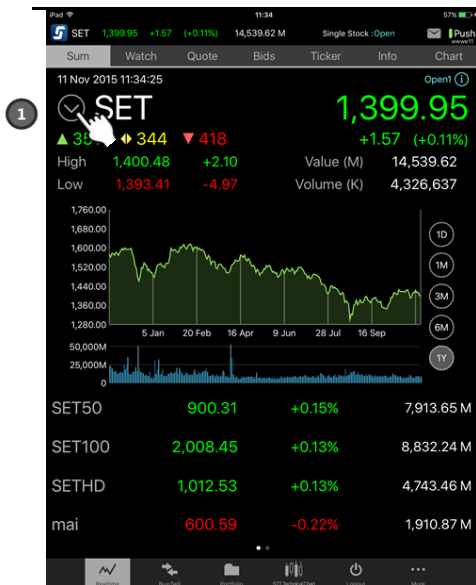 iPad 11:34 57%
SET 1,399.95 +1.57 (+0.11%) 14,539.62 M Single Stock :Open Push
wwwe11
Sum Watch Quote Bids Ticker Info Chart
11 Nov 2015 11:34:25 Open1
1
SET 1,399.95
344 418 +1.57 (+0.11%)
High 1,400.48 +2.10 Value (M) 14,539.62
Low 1,393.41 -4.97 Volume (K) 4,326,637
1,760.00
1,680.00
1,600.00
1,520.00
1,440.00
1,360.00
1,280.00
1D
1M
3M
6M
1Y
5 Jan 20 Feb 16 Apr 9 Jun 28 Jul 16 Sep
50,000M
25,000M
0
SET50 900.31 +0.15% 7,913.65 M
SET100 2,008.45 +0.13% 8,832.24 M
SETHD 1,012.53 +0.13% 4,743.46 M
mai 600.59 -0.22% 1,910.87 M
Realtime Buy/Sell Portfolio SET TechnicalChart Logout More